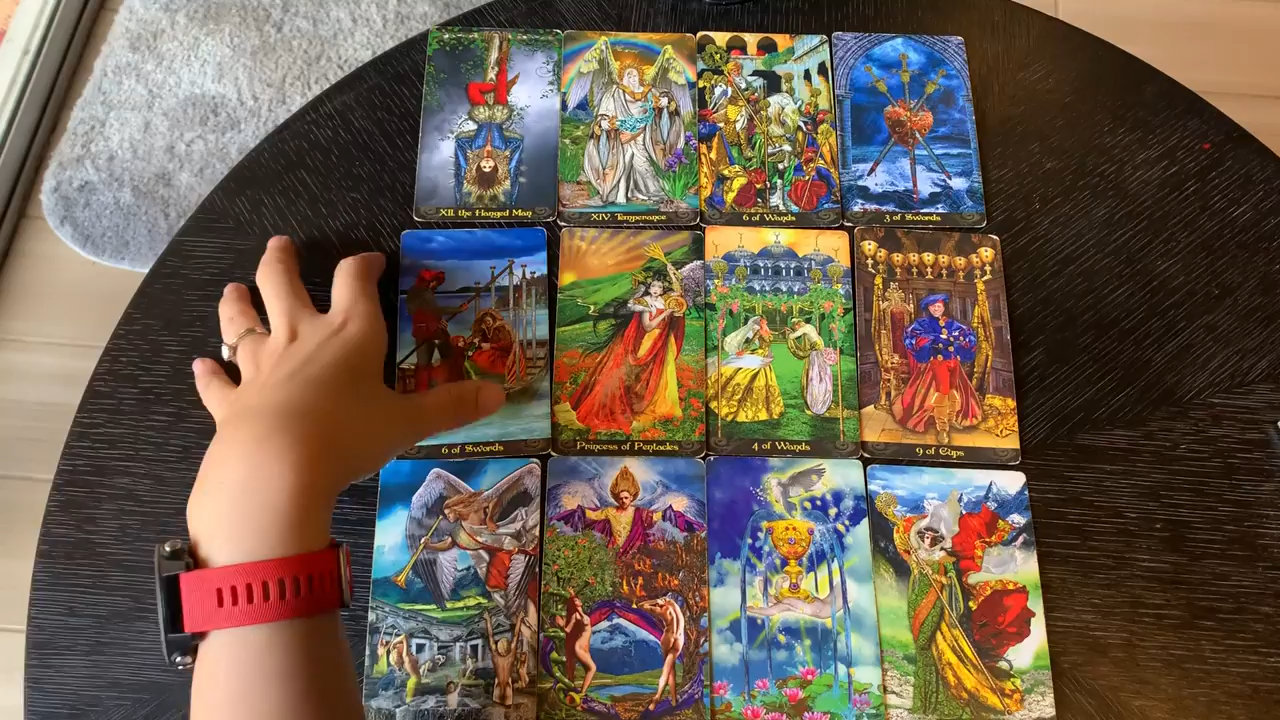 XII. the Hanged Man
XIV. Temperance
6 of Wands
3 of Swords
6 of Swords
Princess of Pentacles
4 of Wands
9 of Cups